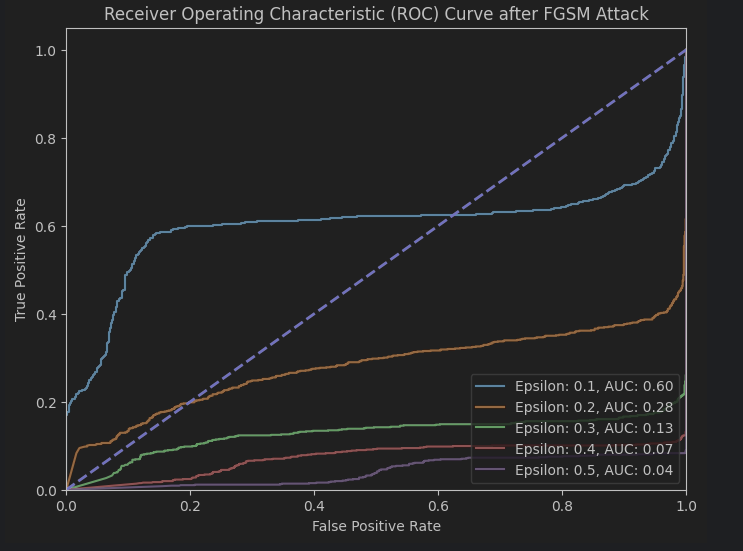 Receiver Operating Characteristic (ROC) Curve after FGSM Attack
1.0
0.8
0.6
0.4
0.2
0.0
True Positive Rate
Epsilon: 0.1, AUC: 0.60
Epsilon: 0.2, AUC: 0.28
Epsilon: 0.3, AUC: 0.13
Epsilon: 0.4, AUC: 0.07
Epsilon: 0.5, AUC: 0.04
0.0 0.2 0.4 0.6 0.8 1.0
False Positive Rate